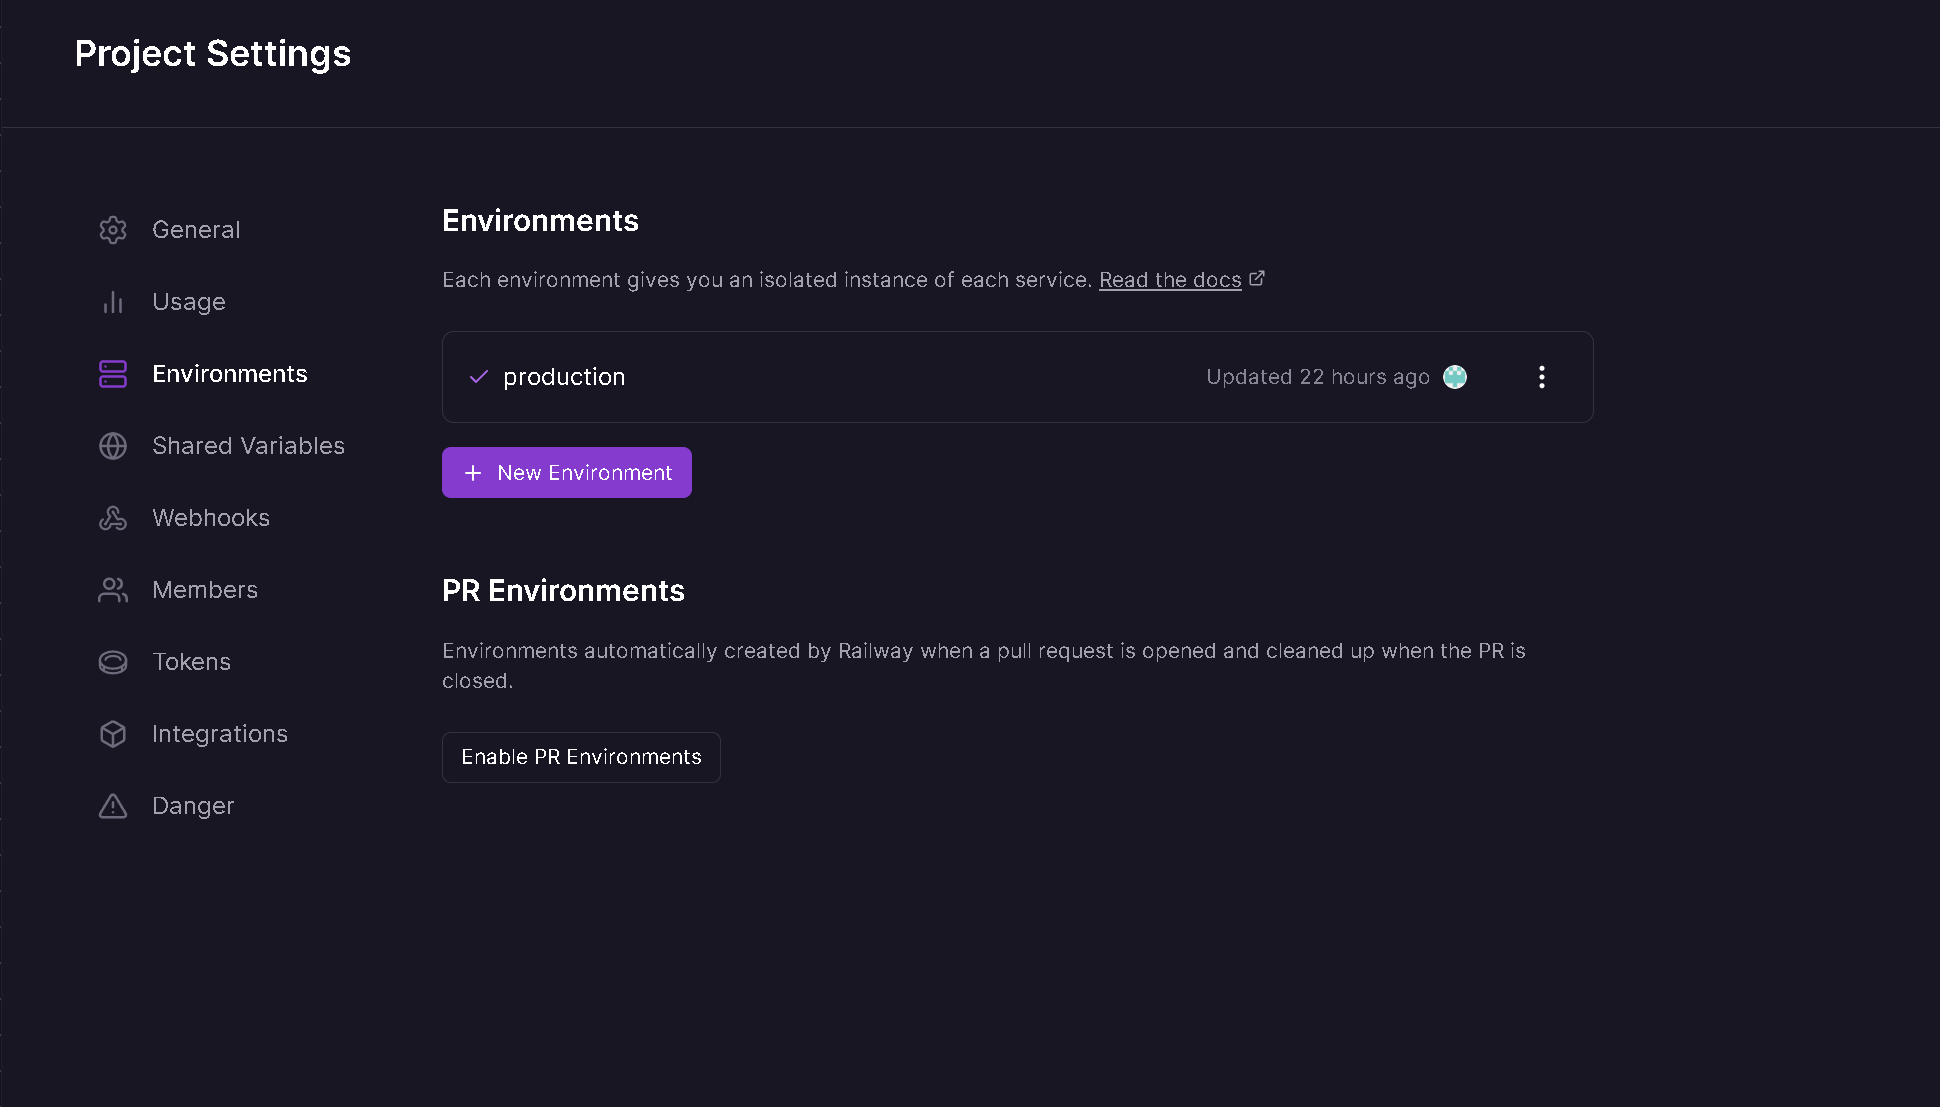 Project Settings
General
Usage
Environments
Shared Variables
Webhooks
Members
Tokens
Integrations
Danger
Environments
Each environment gives you an isolated instance of each service. Read the docs
production
Updated 22 hours ago
New Environment
PR Environments
Environments automatically created by Railway when a pull request is opened and cleaned up when the PR is
closed.
Enable PR Environments